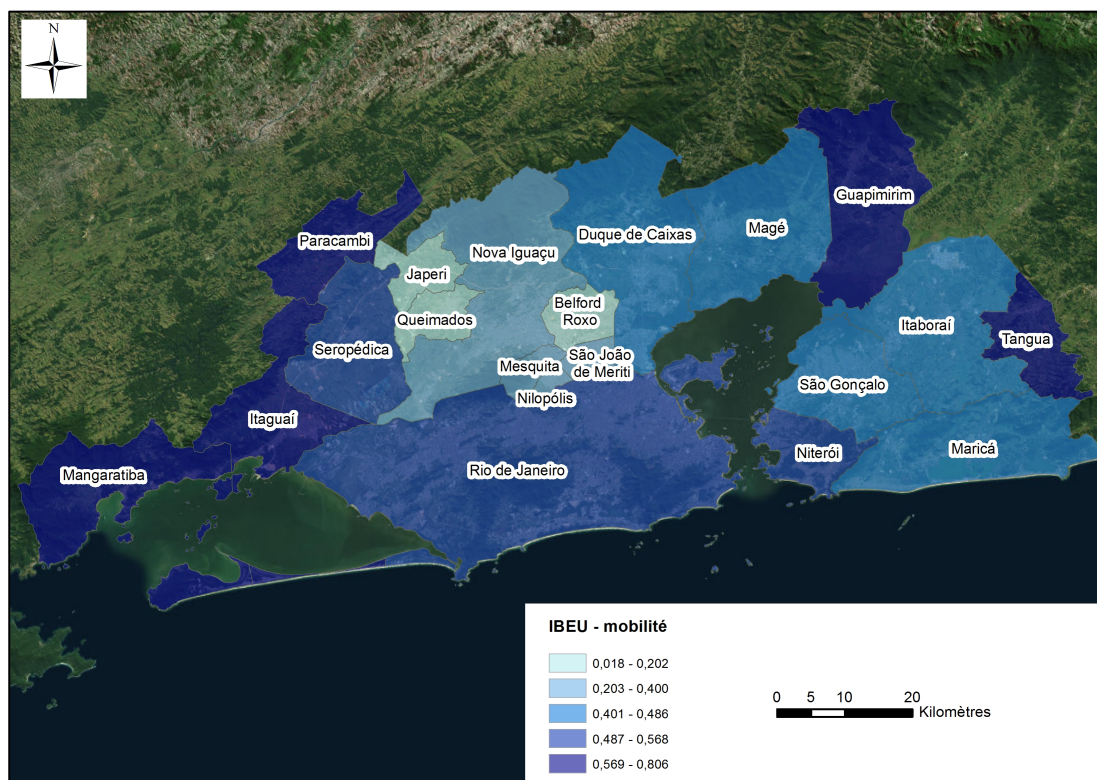 N
Guapimirim
Paracambi
Duque de Caixas
Magé
Nova Iguaçu
Japeri
Belford
Roxo
Queimados
Itaboraí
Tangua
Seropédica
São João
de Meriti
Mesquita
São Gonçalo
Nilopólis
Itaguaí
Niterói
Maricá
Rio de Janeiro
Mangaratiba
IBEU - mobilité
0,018 - 0,202
0,203 - 0,400
0,401 - 0,486
0,487 - 0,568
0,569 - 0,806
0 5 10 20
Kilomètres